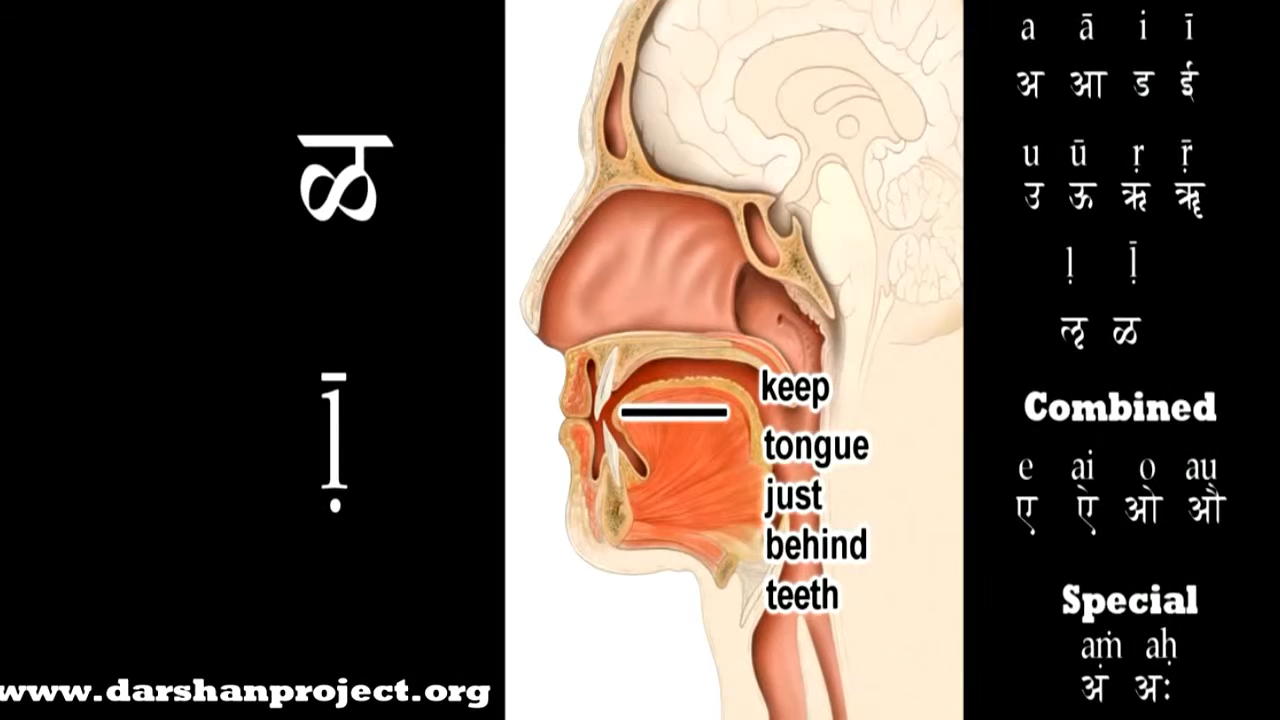 ळ
ḹ
www.darshanproject.org
keep
tongue
just
behind
teeth
a ā i ī
अ आ ड ई
u ū ṛ ṝ
उ ऊ ऋ ॠ
ḷ ḹ
ऌ ळ
Combined
e ai o au
ए ऐ ओ औ
Special
aṁ aḥ
अं अः